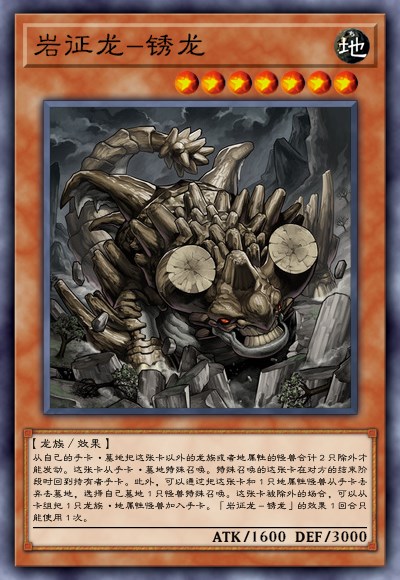 岩征龙-锈龙
地
【龙族／效果】
从自己的手卡·墓地把这张卡以外的龙族或者地属性的怪兽合计2只除外才
能发动。这张卡从手卡·墓地特殊召唤。特殊召唤的这张卡在对方的结束阶
段时回到持有者手卡。此外，可以通过把这张卡和1只地属性怪兽从手卡丢
弃去墓地，选择自己墓地1只怪兽特殊召唤。这张卡被除外的场合，可以从
卡组把1只龙族·地属性怪兽加入手卡。「岩征龙-锈龙」的效果1回合只
能使用1次。
ATK/1600 DEF/3000